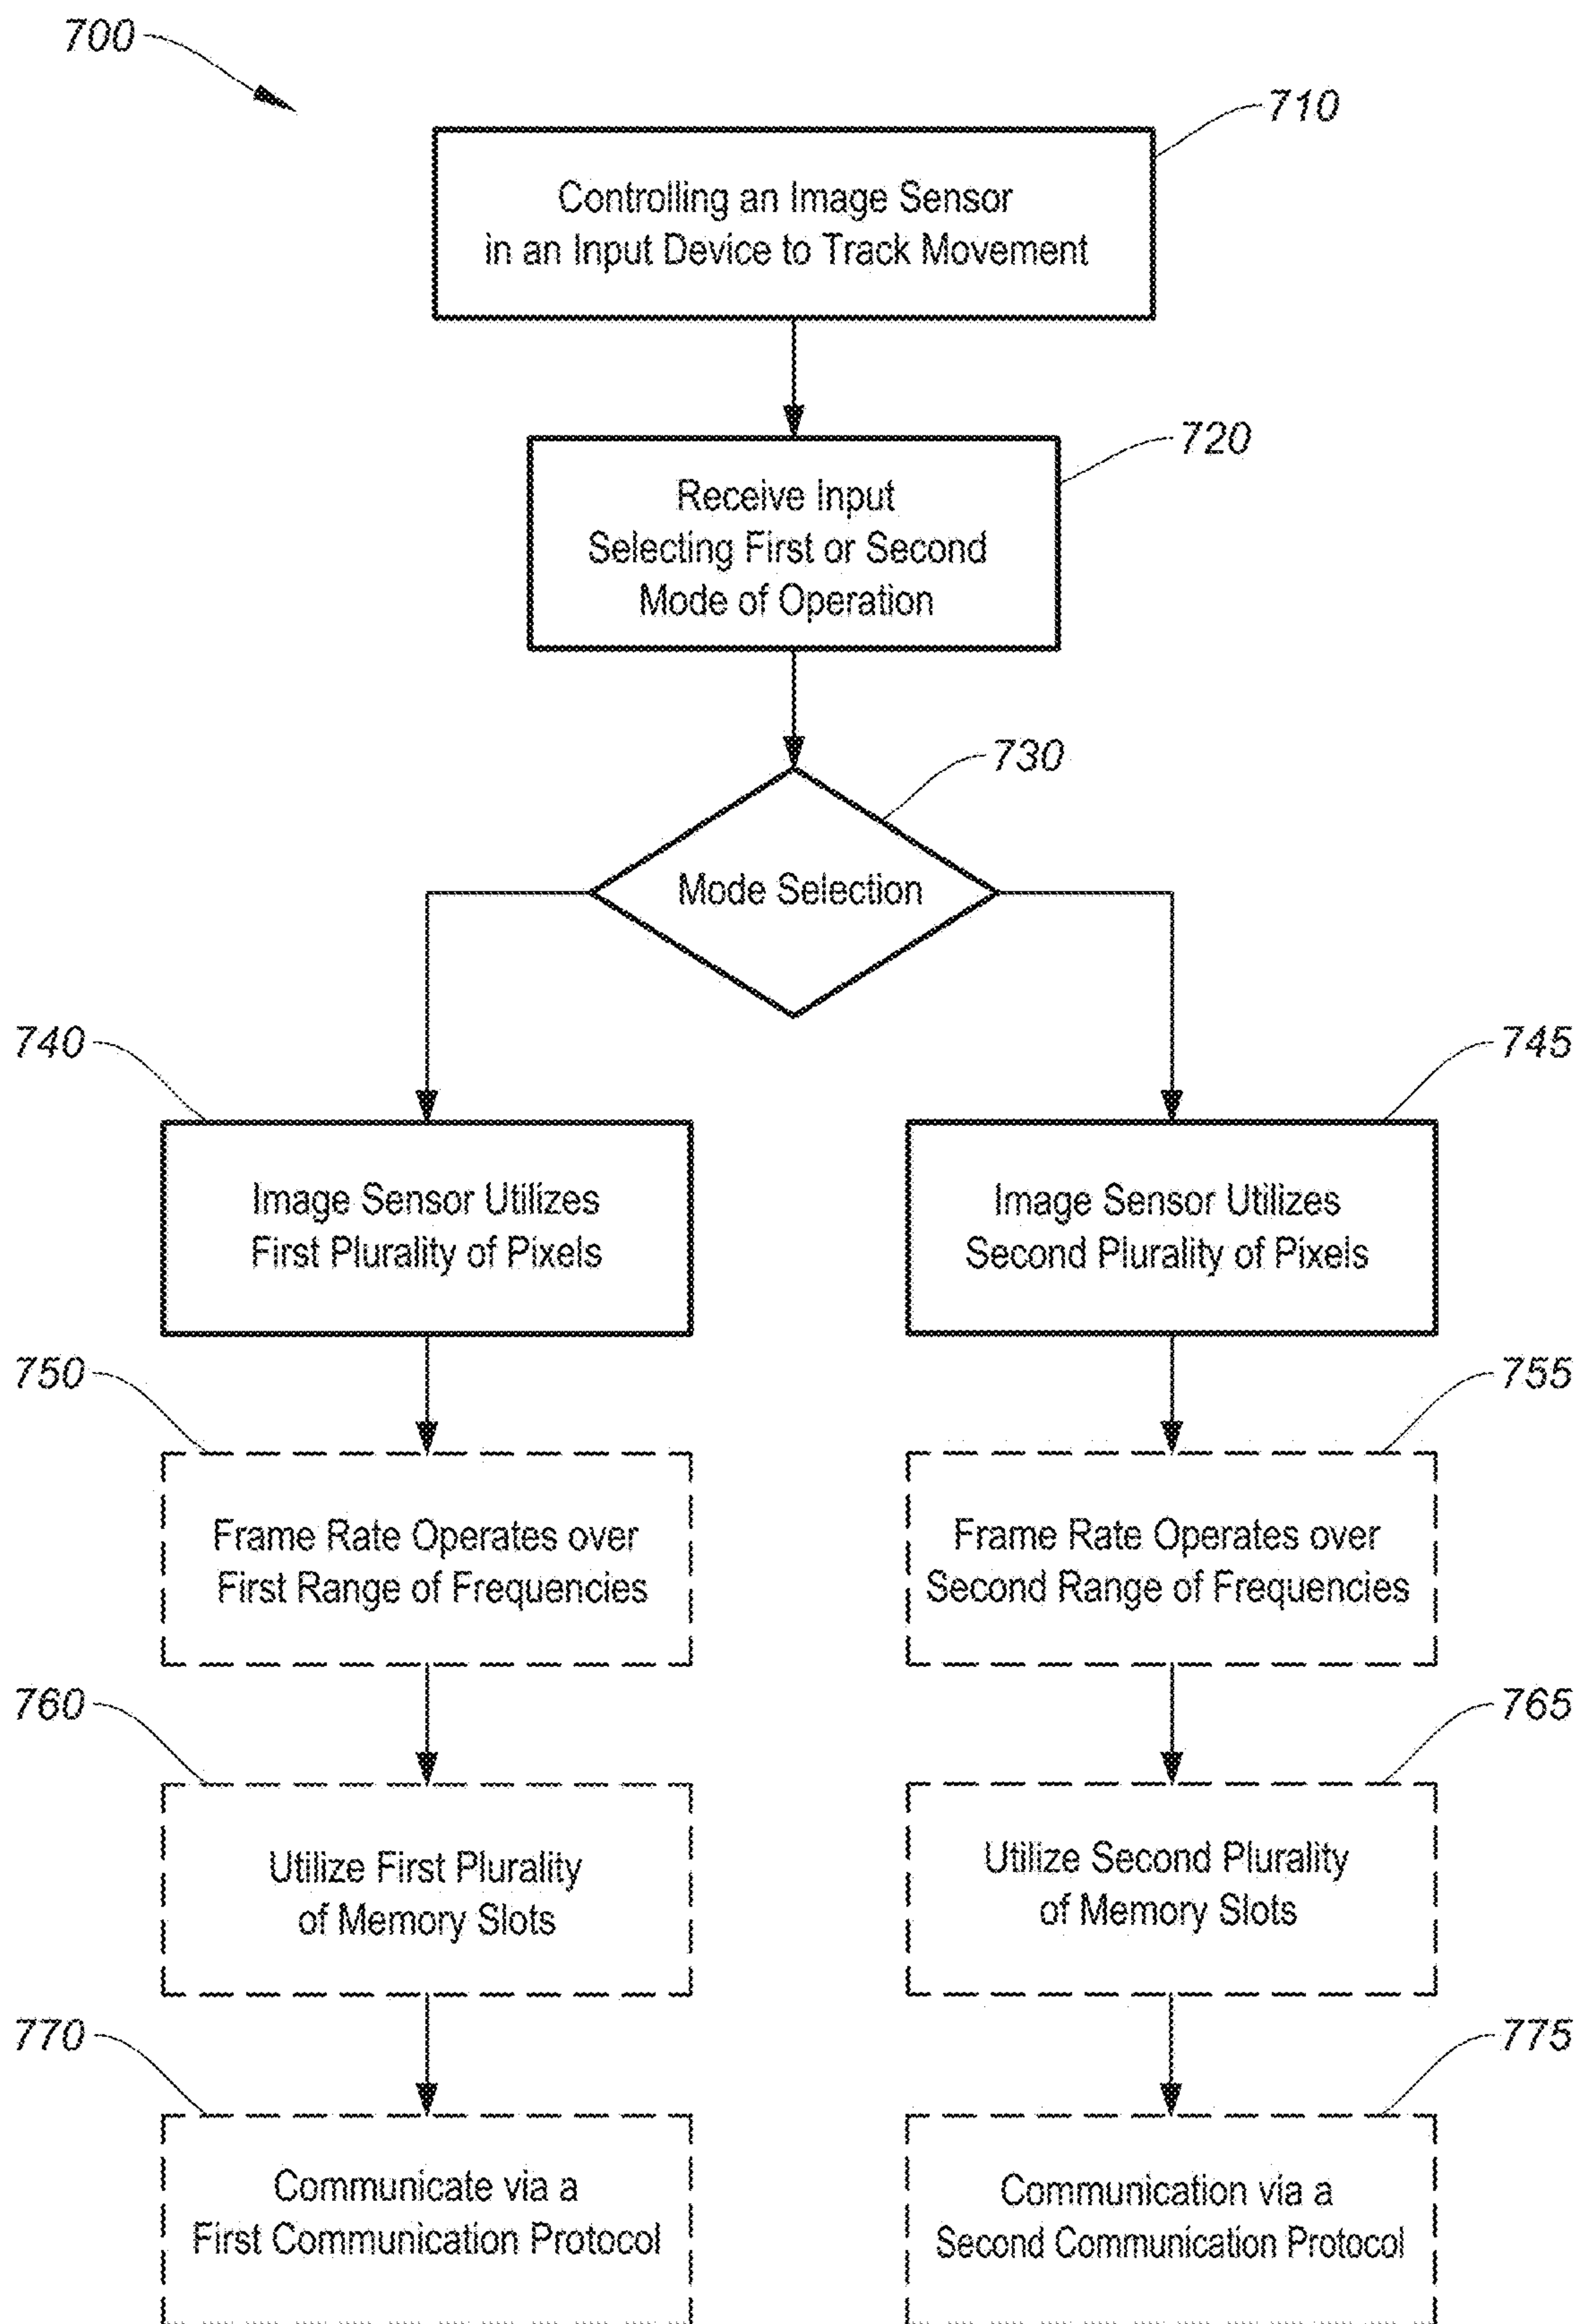 700
710
Controlling an Image Sensor
in an Input Device to Track Movement
720
Receive Input
Selecting First or Second
Mode of Operation
730
Mode Selection
740
745
Image Sensor Utilizes
First Plurality of Pixels
Image Sensor Utilizes
Second Plurality of Pixels
750
755
Frame Rate Operates over
First Range of Frequencies
Frame Rate Operates over
Second Range of Frequencies
760
765
Utilize First Plurality
of Memory Slots
Utilize Second Plurality
of Memory Slots
770
775
Communicate via a
First Communication Protocol
Communication via a
Second Communication Protocol